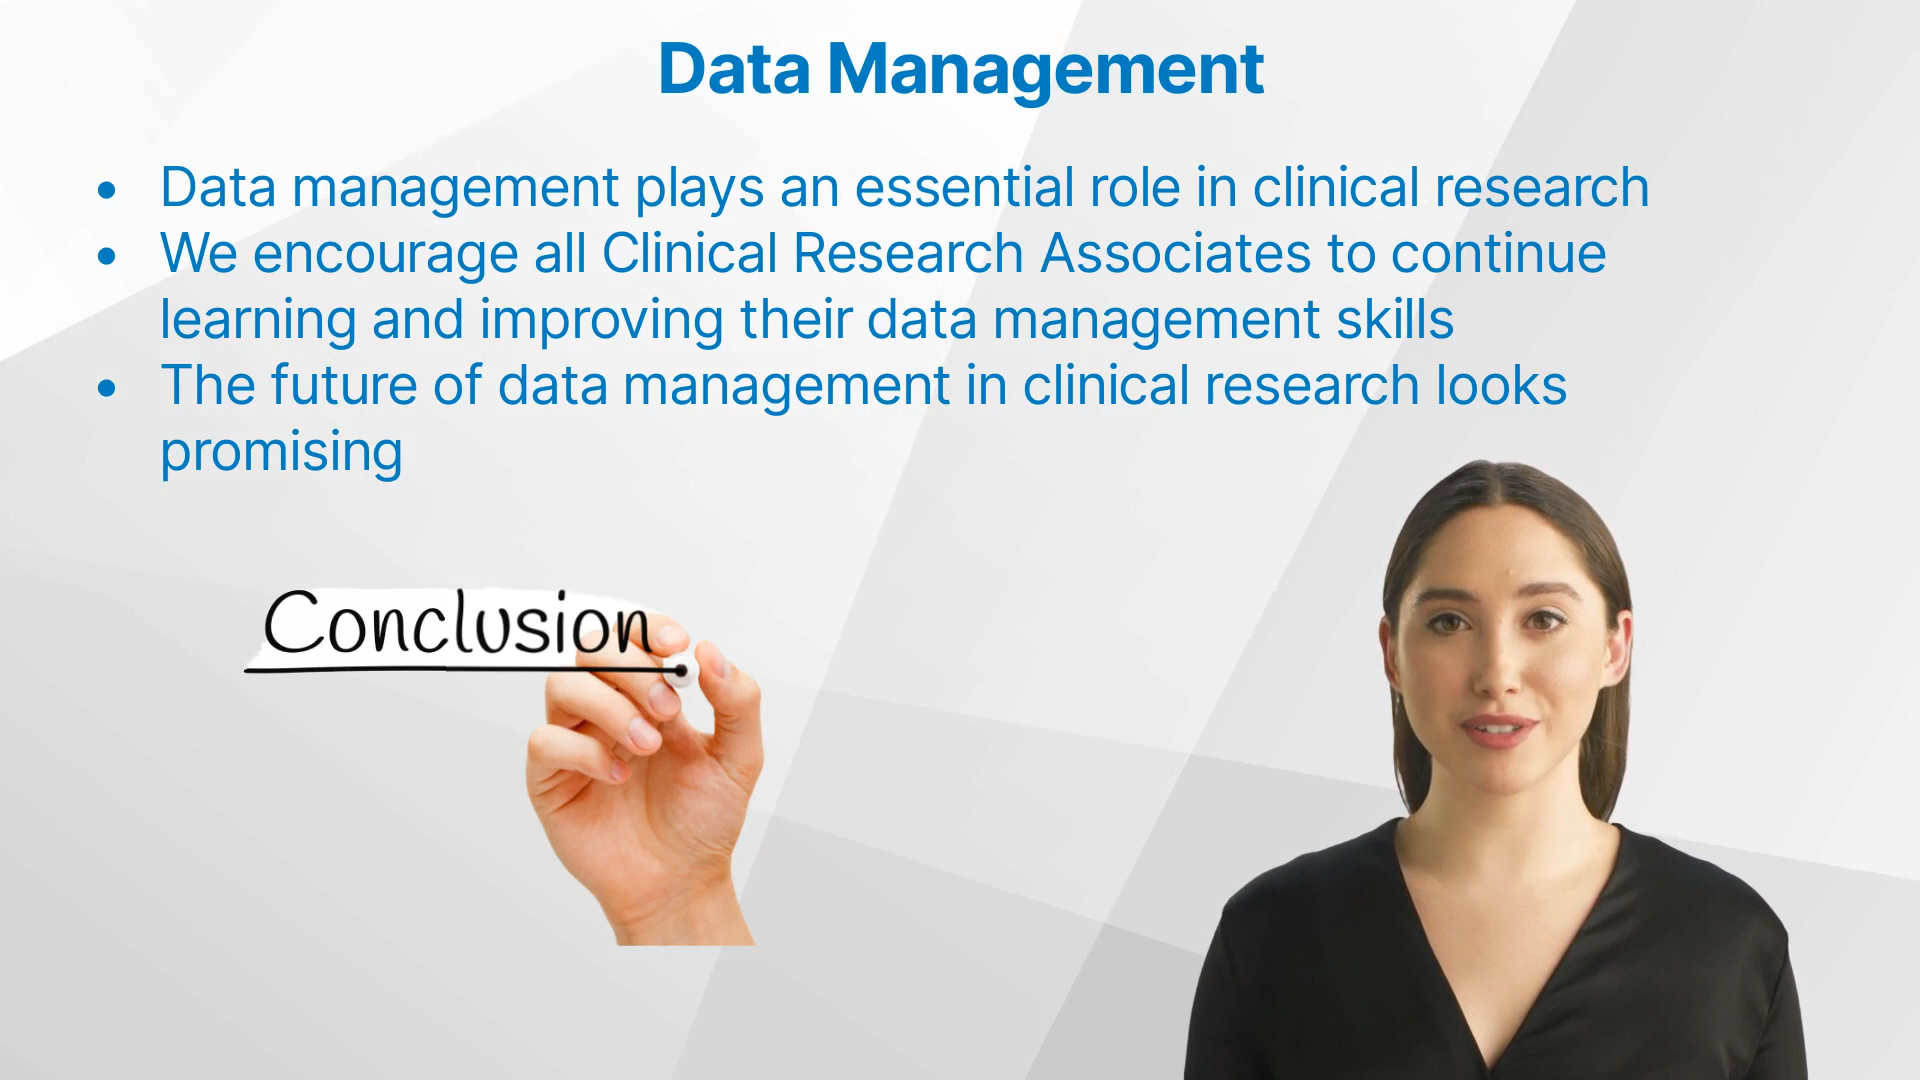 Data Management
• Data management plays an essential role in clinical research
• We encourage all Clinical Research Associates to continue
learning and improving their data management skills
• The future of data management in clinical research looks
promising
Conclusion